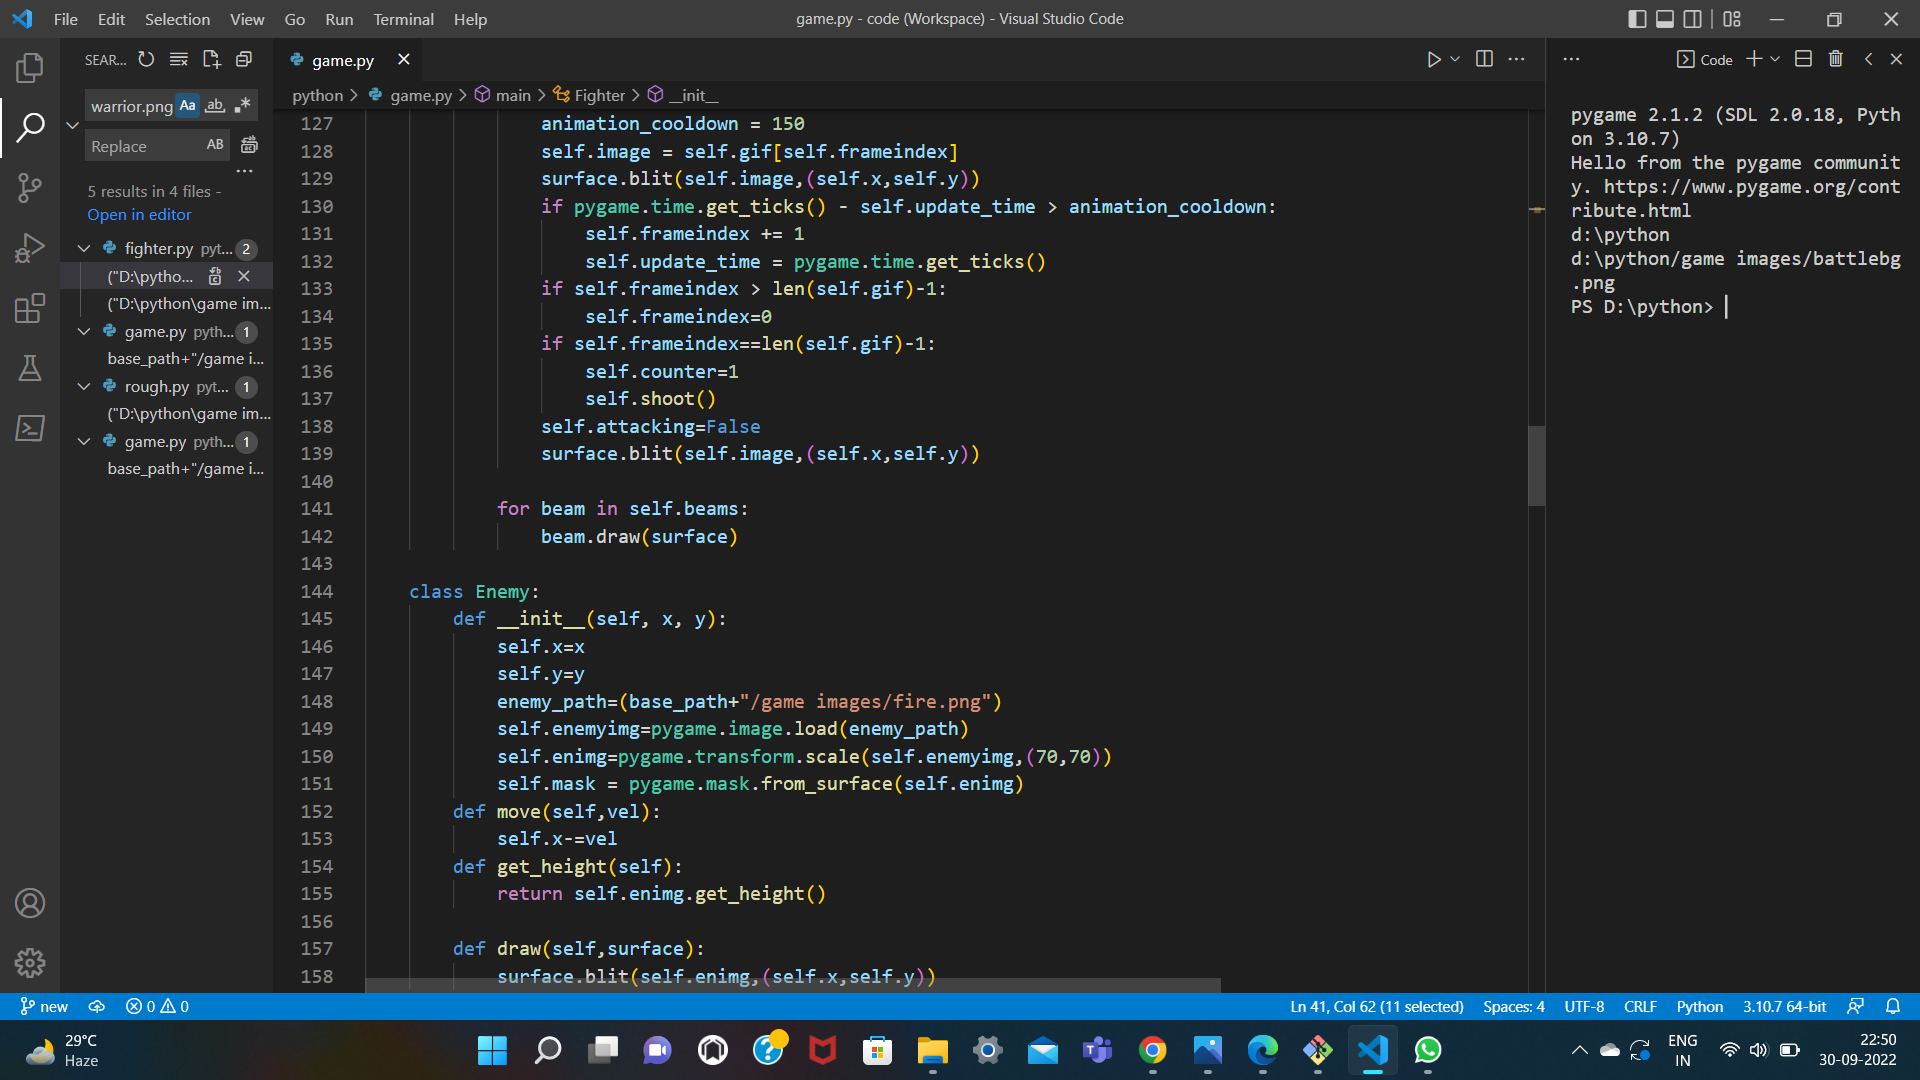 File Edit Selection View Go Run Terminal Help
game.py - code (Workspace) - Visual Studio Code
SEAR...
warrior.png Aa ab
Replace AB
5 results in 4 files -
Open in editor
fighter.py pyt... 2
("D:\pytho...
("D:\python\game im...
game.py pyth... 1
base_path+"/game i...
rough.py pyt... 1
("D:\python\game im...
game.py pyth... 1
base_path+"/game i...
game.py
python > game.py > main > Fighter > __init__
127 animation_cooldown = 150
128 self.image = self.gif[self.frameindex]
129 surface.blit(self.image,(self.x,self.y))
130 if pygame.time.get_ticks() - self.update_time > animation_cooldown:
131 self.frameindex += 1
132 self.update_time = pygame.time.get_ticks()
133 if self.frameindex > len(self.gif)-1:
134 self.frameindex=0
135 if self.frameindex==len(self.gif)-1:
136 self.counter=1
137 self.shoot()
138 self.attacking=False
139 surface.blit(self.image,(self.x,self.y))
140
141 for beam in self.beams:
142 beam.draw(surface)
143
144 class Enemy:
145 def __init__(self, x, y):
146 self.x=x
147 self.y=y
148 enemy_path=(base_path+"/game images/fire.png")
149 self.enemyimg=pygame.image.load(enemy_path)
150 self.enimg=pygame.transform.scale(self.enemyimg,(70,70))
151 self.mask = pygame.mask.from_surface(self.enimg)
152 def move(self,vel):
153 self.x-=vel
154 def get_height(self):
155 return self.enimg.get_height()
156
157 def draw(self,surface):
158 surface.blit(self.enimg,(self.x,self.y))
Code
pygame 2.1.2 (SDL 2.0.18, Pyth
on 3.10.7)
Hello from the pygame communit
y. https://www.pygame.org/cont
ribute.html
d:\python
d:\python/game images/battlebg
.png
PS D:\python>
new 0 0
Ln 41, Col 62 (11 selected) Spaces: 4 UTF-8 CRLF Python 3.10.7 64-bit
29°C
Haze
ENG
IN
22:50
30-09-2022